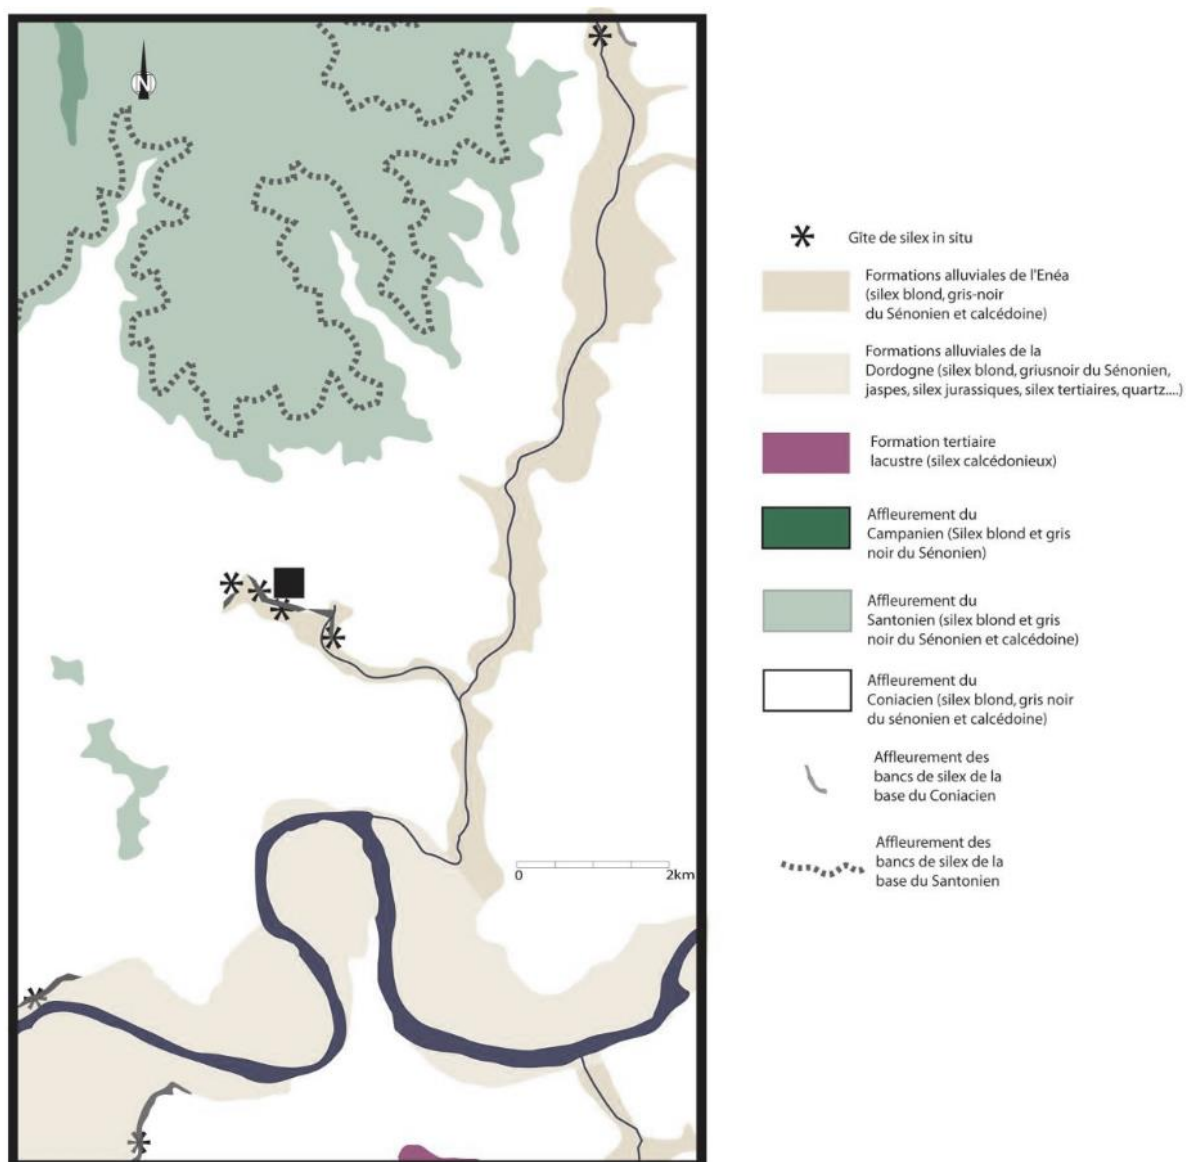 N
Gîte de silex in situ
Formations alluviales de l'Enéa
(silex blond, gris-noir
du Sénonien et calcédoine)
Formations alluviales de la
Dordogne (silex blond, griusnoir du Sénonien,
jaspes, silex jurassiques, silex tertiaires, quartz....)
Formation tertiaire
lacustre (silex calcédonieux)
Affleurement du
Campanien (Silex blond et gris
noir du Sénonien)
Affleurement du
Santonien (silex blond et gris
noir du Sénonien et calcédoine)
Affleurement du
Coniacien (silex blond, gris noir
du sénonien et calcédoine)
Affleurement des
bancs de silex de la
base du Coniacien
Affleurement des
bancs de silex de la
base du Santonien
0 2km